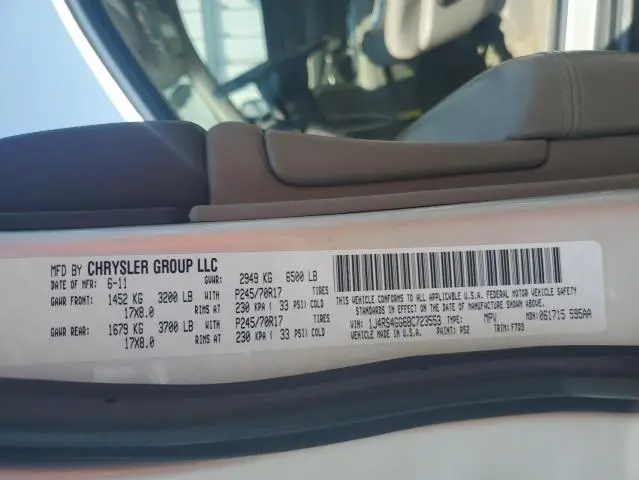 MFD BY CHRYSLER GROUP LLC
DATE OF MFR: 6-11 GVWR: 2949 KG 6500 LB
GAWR FRONT: 1452 KG 3200 LB WITH P245/70R17 TIRES
17X8.0 RIMS AT 230 KPA ( 33 PSI) COLD
GAWR REAR: 1679 KG 3700 LB WITH P245/70R17 TIRES
17X8.0 RIMS AT 230 KPA ( 33 PSI) COLD
THIS VEHICLE CONFORMS TO ALL APPLICABLE FEDERAL MOTOR VEHICLE SAFETY
STANDARDS IN EFFECT IN U.S.A. ON THE DATE OF MANUFACTURE SHOWN ABOVE.
VIN: 1J4RS4GG6BC723553 TYPE: MPV MDH: 061715 595AA
VEHICLE MADE IN U.S.A. PAINT: PS2 TRIM: F7D3